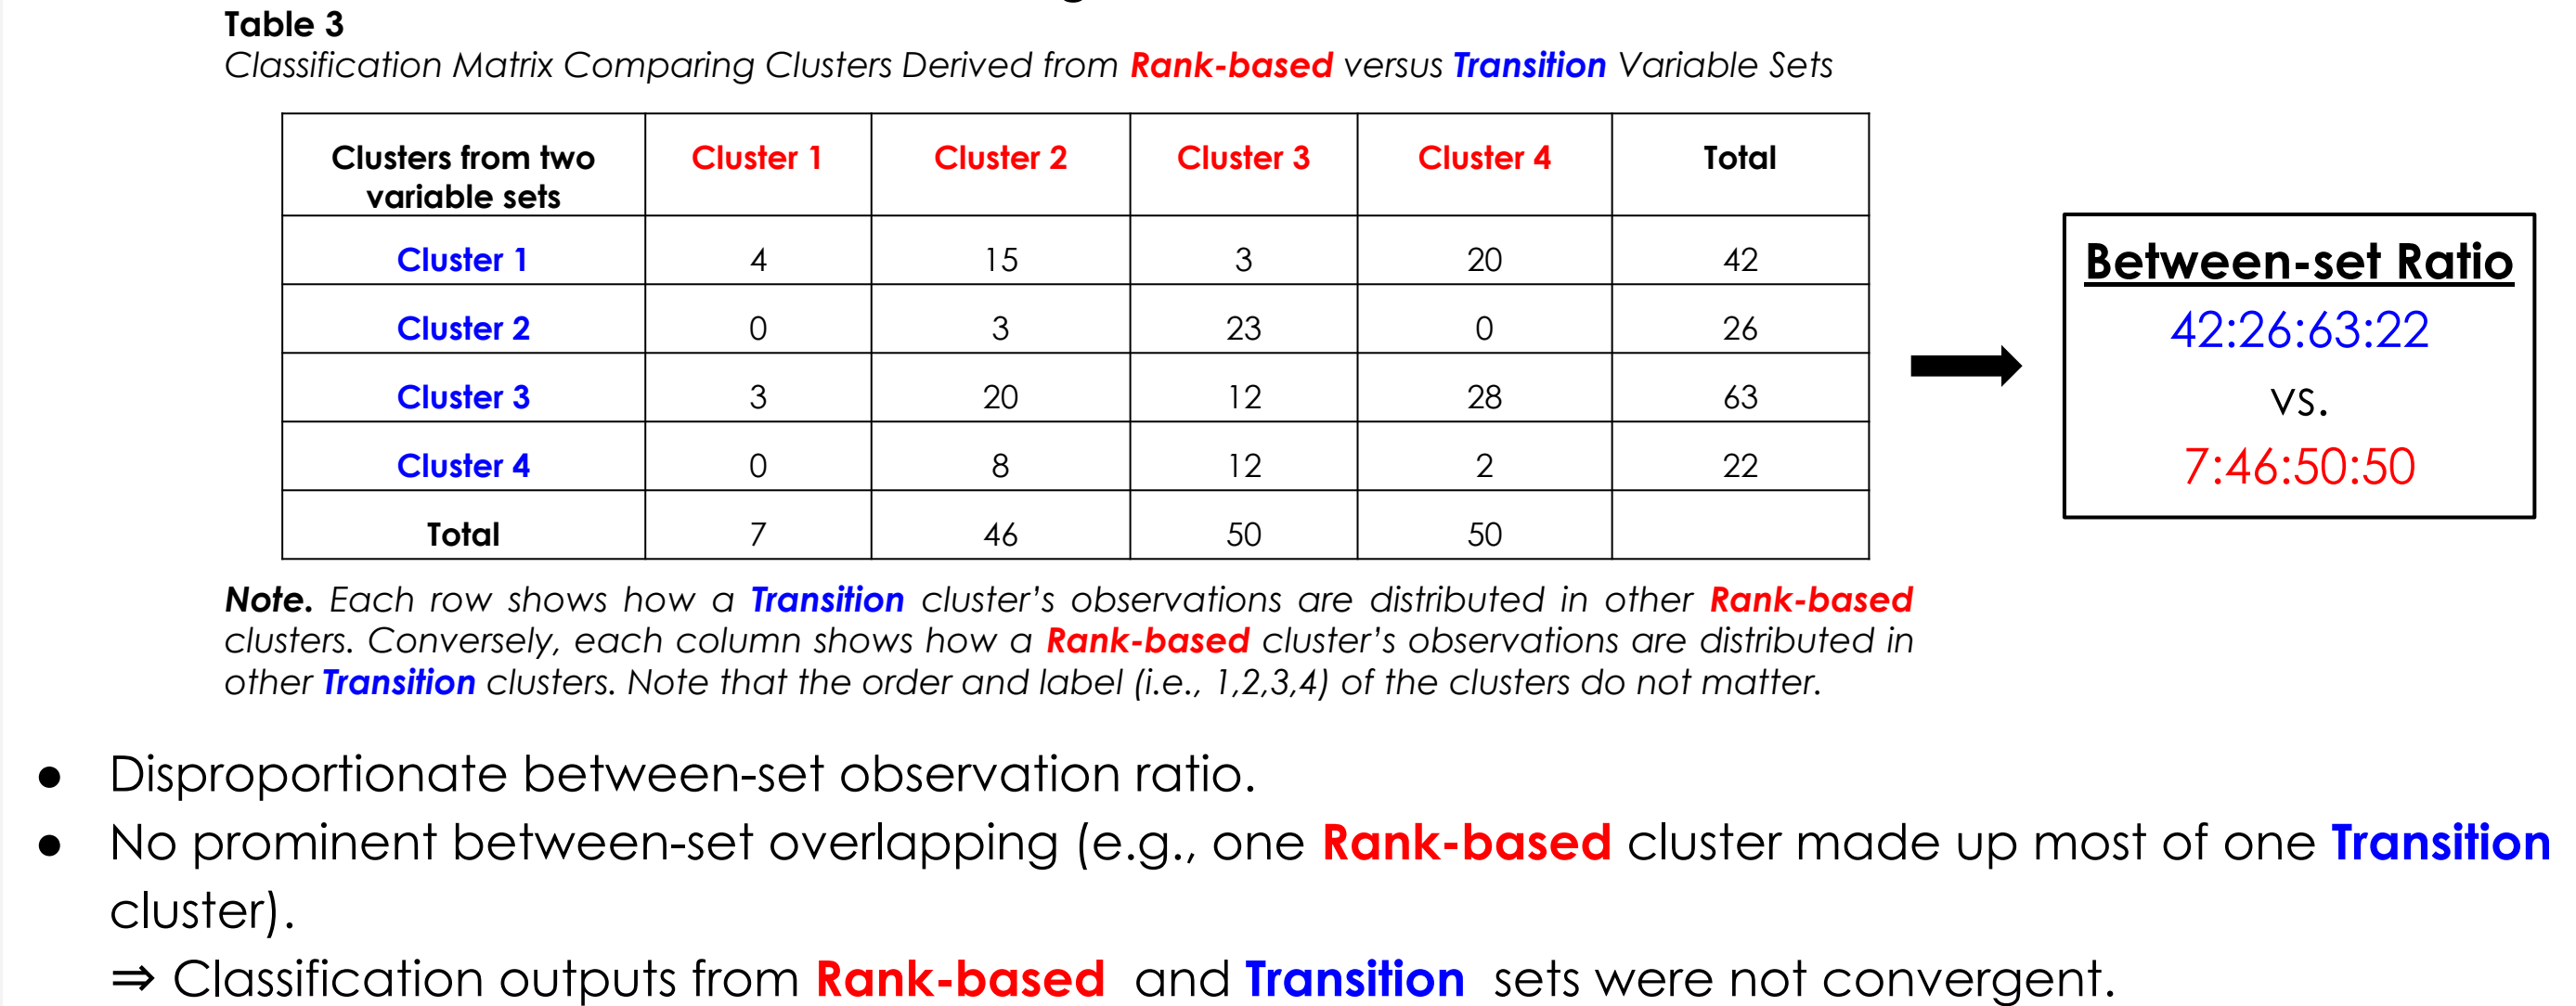 Table 3
Classification Matrix Comparing Clusters Derived from Rank-based versus Transition Variable Sets
Clusters from two variable sets Cluster 1 Cluster 2 Cluster 3 Cluster 4 Total
Cluster 1 4 15 3 20 42
Cluster 2 0 3 23 0 26
Cluster 3 3 20 12 28 63
Cluster 4 0 8 12 2 22
Total 7 46 50 50
Between-set Ratio
42:26:63:22
vs.
7:46:50:50
Note. Each row shows how a Transition cluster’s observations are distributed in other Rank-based
clusters. Conversely, each column shows how a Rank-based cluster’s observations are distributed in
other Transition clusters. Note that the order and label (i.e., 1,2,3,4) of the clusters do not matter.
● Disproportionate between-set observation ratio.
● No prominent between-set overlapping (e.g., one Rank-based cluster made up most of one Transition
cluster).
⇒ Classification outputs from Rank-based and Transition sets were not convergent.